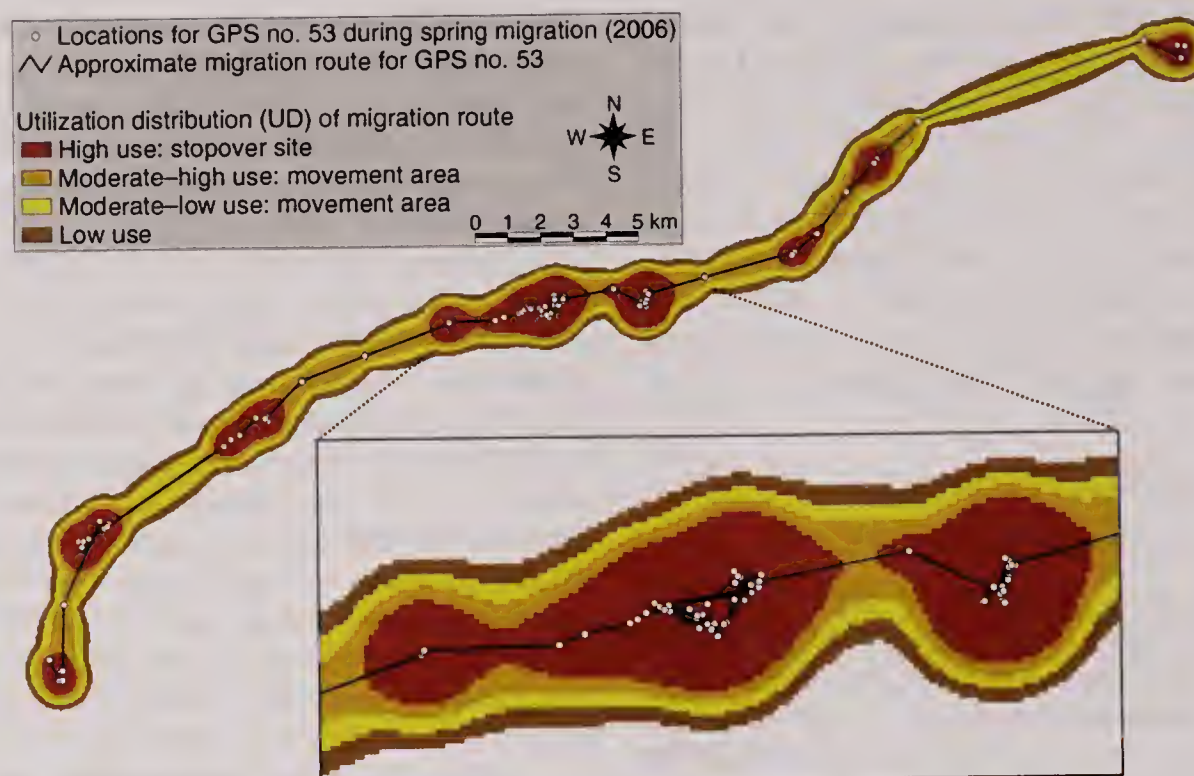 Locations for GPS no. 53 during spring migration (2006)
Approximate migration route for GPS no. 53
Utilization distribution (UD) of migration route
High use: stopover site
Moderate–high use: movement area
Moderate–low use: movement area
Low use
N
W E
S
0 1 2 3 4 5 km